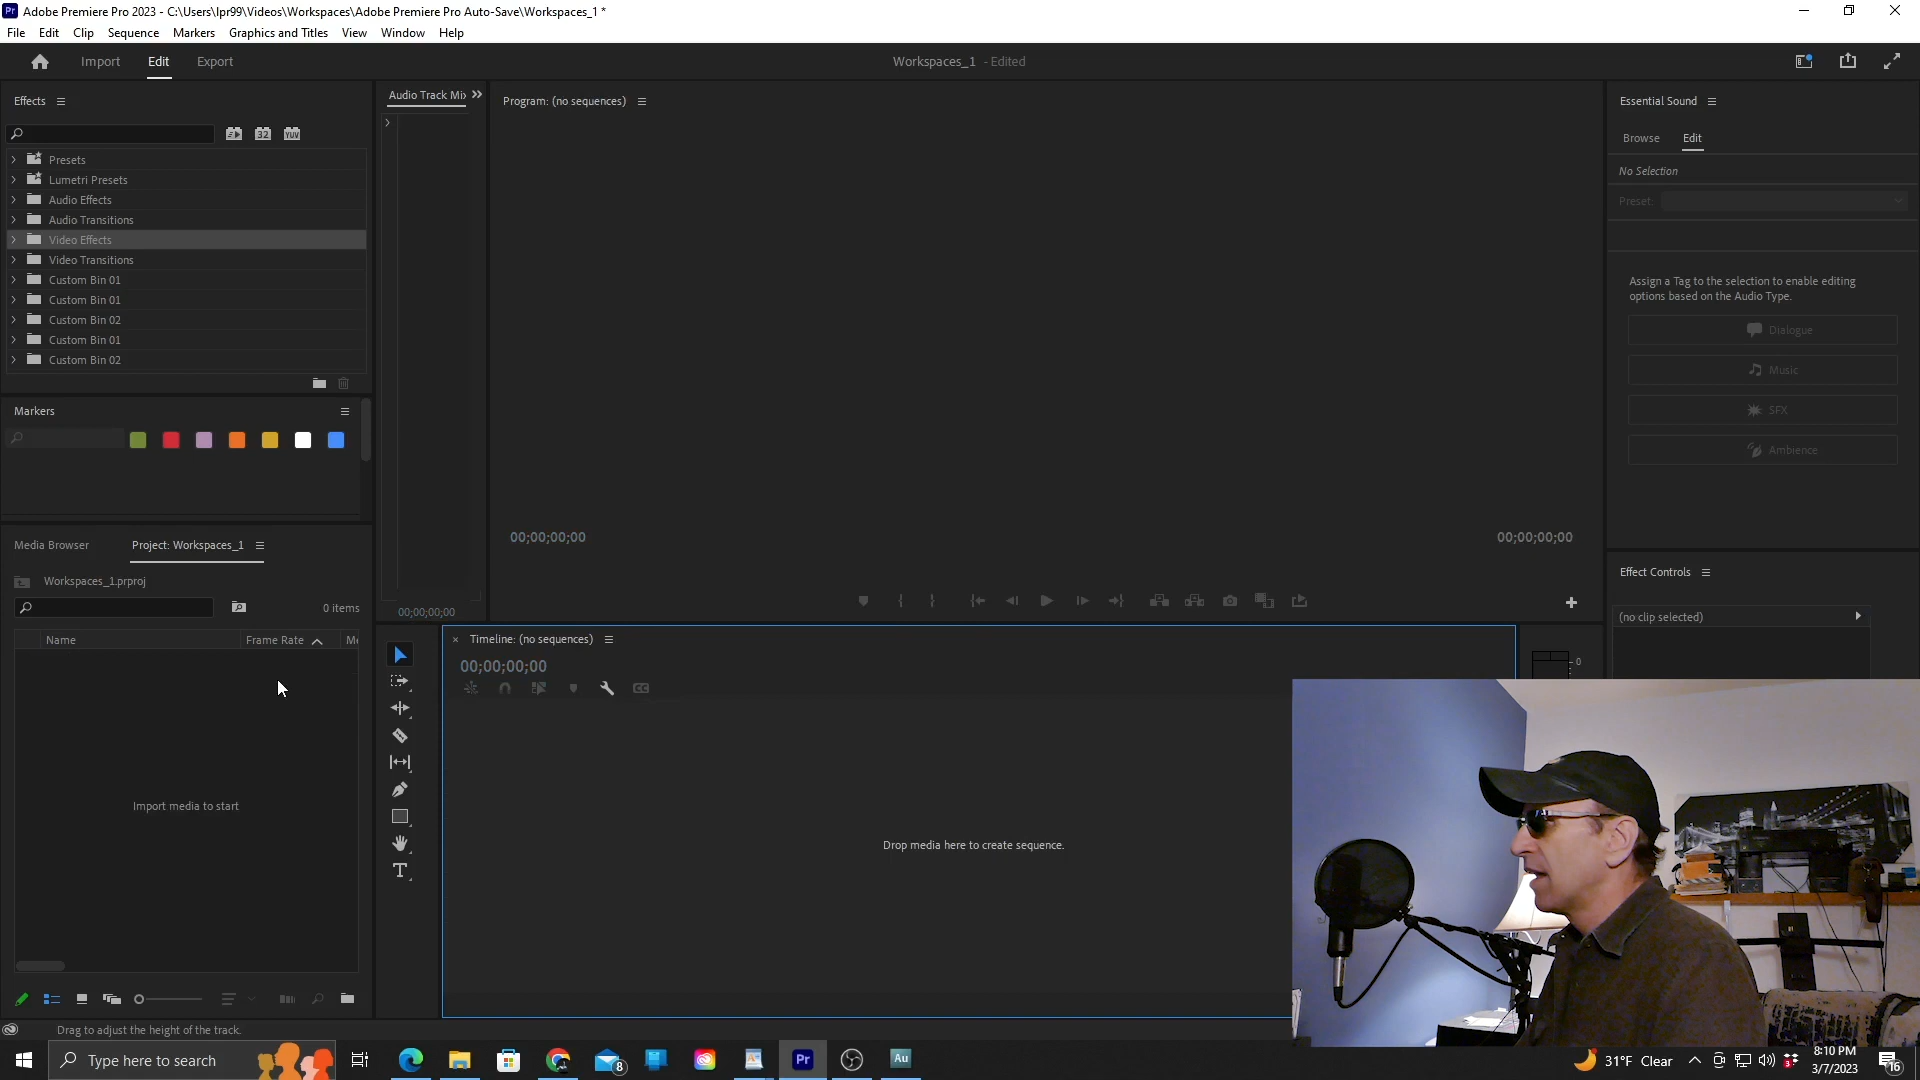 Adobe Premiere Pro 2023 - C:\Users\lpr99\Videos\Workspaces\Adobe Premiere Pro Auto-Save\Workspaces_1 *
File Edit Clip Sequence Markers Graphics and Titles View Window Help
Import Edit Export
Workspaces_1 - Edited
Effects
Presets
Lumetri Presets
Audio Effects
Audio Transitions
Video Effects
Video Transitions
Custom Bin 01
Custom Bin 01
Custom Bin 02
Custom Bin 01
Custom Bin 02
Markers
Media Browser Project: Workspaces_1
Workspaces_1.prproj
0 items
Name Frame Rate
Import media to start
Audio Track Mix
00;00;00;00
Program: (no sequences)
00;00;00;00 00;00;00;00
Timeline: (no sequences)
00;00;00;00
CC
Drop media here to create sequence.
0
Essential Sound
Browse Edit
No Selection
Preset:
Assign a Tag to the selection to enable editing
options based on the Audio Type.
Dialogue
Music
SFX
Ambience
Effect Controls
(no clip selected)
Drag to adjust the height of the track.
Type here to search
8
Pr
Au
31°F Clear
8:10 PM
3/7/2023
16